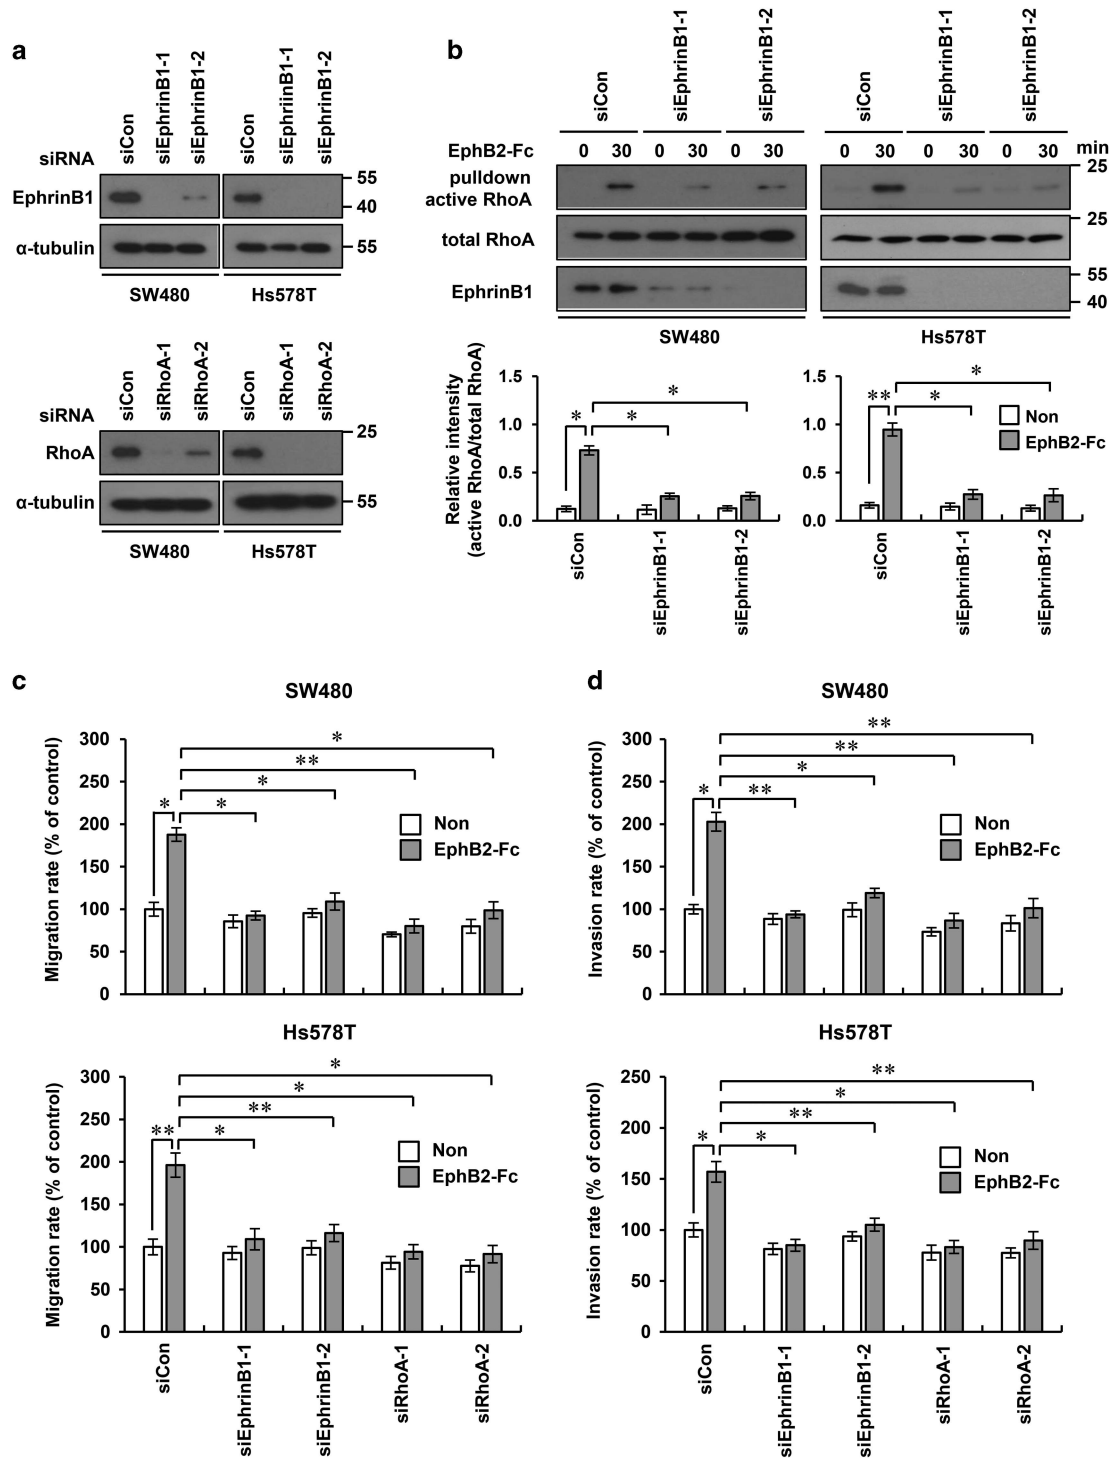 a
siRNA
siCon
siEphrinB1-1
siEphrinB1-2
siCon
siEphriinB1-1
siEphrinB1-2
EphrinB1
55
40
α-tubulin
55
SW480
Hs578T
siRNA
siCon
siRhoA-1
siRhoA-2
siCon
siRhoA-1
siRhoA-2
RhoA
25
α-tubulin
55
SW480
Hs578T
b
siCon
siEphrinB1-1
siEphrinB1-2
siCon
siEphrinB1-1
siEphrinB1-2
EphB2-Fc
0 30 0 30 0 30
0 30 0 30 0 30
min
pulldown
active RhoA
25
total RhoA
25
EphrinB1
55
40
SW480
Hs578T
Relative intensity
(active RhoA/total RhoA)
1.5
1.0
0.5
0.0
*
*
*
siCon
siEphrinB1-1
siEphrinB1-2
1.5
1.0
0.5
0.0
**
*
*
Non
EphB2-Fc
siCon
siEphrinB1-1
siEphrinB1-2
c
SW480
Migration rate (% of control)
300
250
200
150
100
50
0
*
**
*
*
*
Non
EphB2-Fc
Hs578T
Migration rate (% of control)
300
250
200
150
100
50
0
*
*
**
*
**
Non
EphB2-Fc
siCon
siEphrinB1-1
siEphrinB1-2
siRhoA-1
siRhoA-2
d
SW480
Invasion rate (% of control)
300
250
200
150
100
50
0
**
**
*
**
*
Non
EphB2-Fc
Hs578T
Invasion rate (% of control)
250
200
150
100
50
0
**
*
**
*
*
Non
EphB2-Fc
siCon
siEphrinB1-1
siEphrinB1-2
siRhoA-1
siRhoA-2